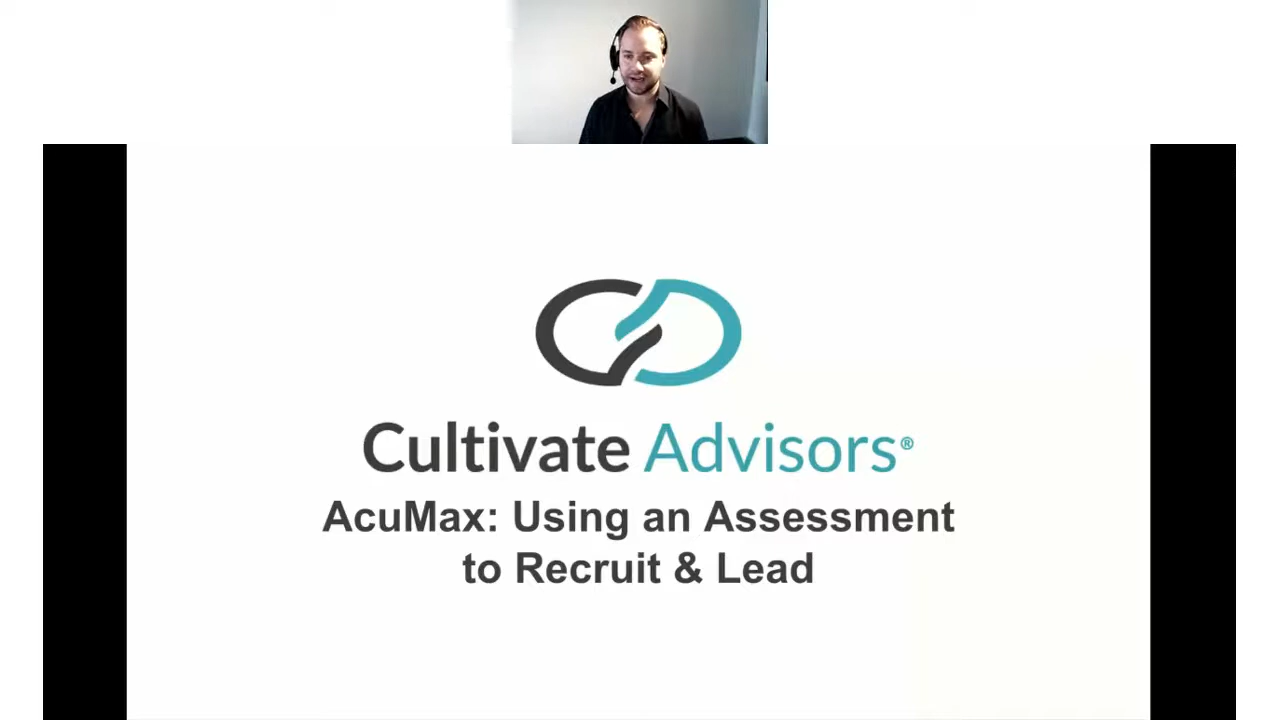 Cultivate Advisors®
AcuMax: Using an Assessment
to Recruit & Lead